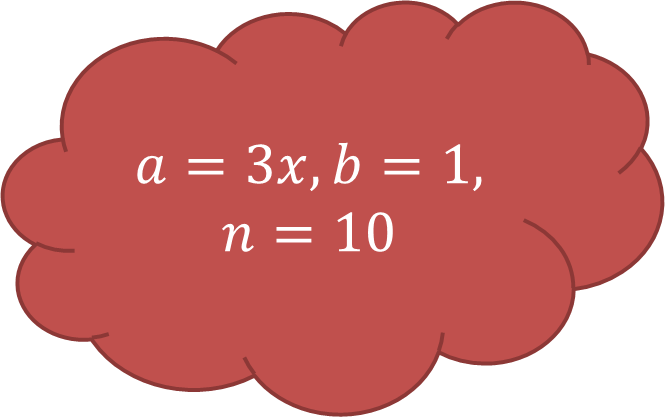 a = 3x, b = 1,
n = 10